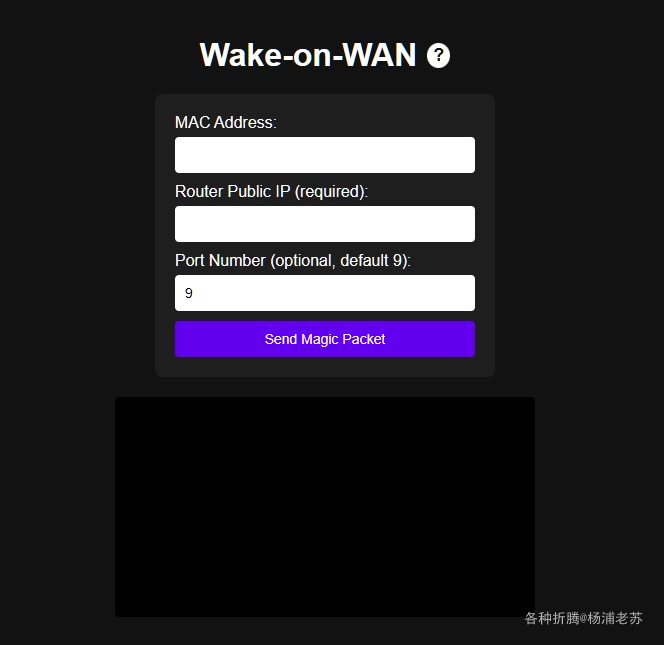 Wake-on-WAN ?
MAC Address:
Router Public IP (required):
Port Number (optional, default 9):
9
Send Magic Packet
各种折腾@杨浦老苏